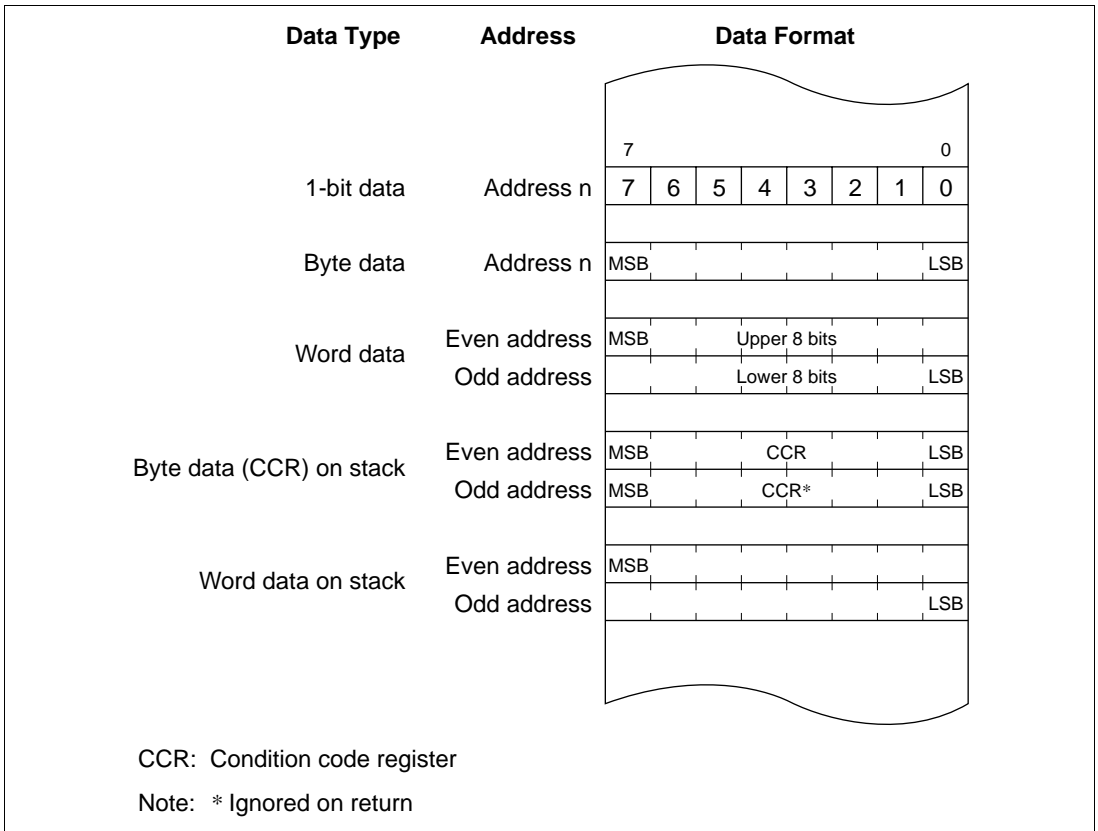 Data Type Address Data Format
7 0
1-bit data Address n 7 6 5 4 3 2 1 0
Byte data Address n MSB LSB
Word data
Even address MSB Upper 8 bits
Odd address Lower 8 bits LSB
Byte data (CCR) on stack
Even address MSB CCR LSB
Odd address MSB CCR* LSB
Word data on stack
Even address MSB
Odd address LSB
CCR: Condition code register
Note: * Ignored on return